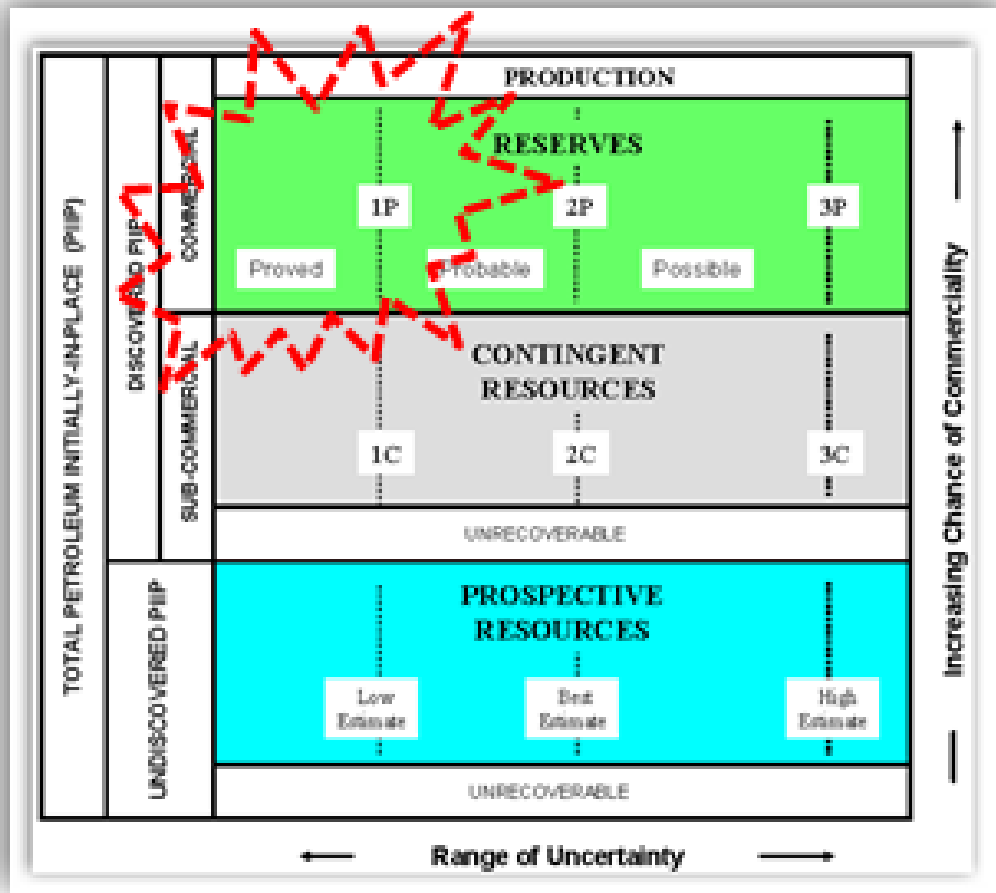 TOTAL PETROLEUM INITIALLY-IN-PLACE (PIIP)
DISCOVERED PIIP
UNDISCOVERED PIIP
COMMERCIAL
SUB-COMMERCIAL
PRODUCTION
RESERVES
1P
2P
3P
Proved
Probable
Possible
CONTINGENT
RESOURCES
1C
2C
3C
UNRECOVERABLE
PROSPECTIVE
RESOURCES
Low
Estimate
Best
Estimate
High
Estimate
UNRECOVERABLE
Range of Uncertainty
Increasing Chance of Commerciality